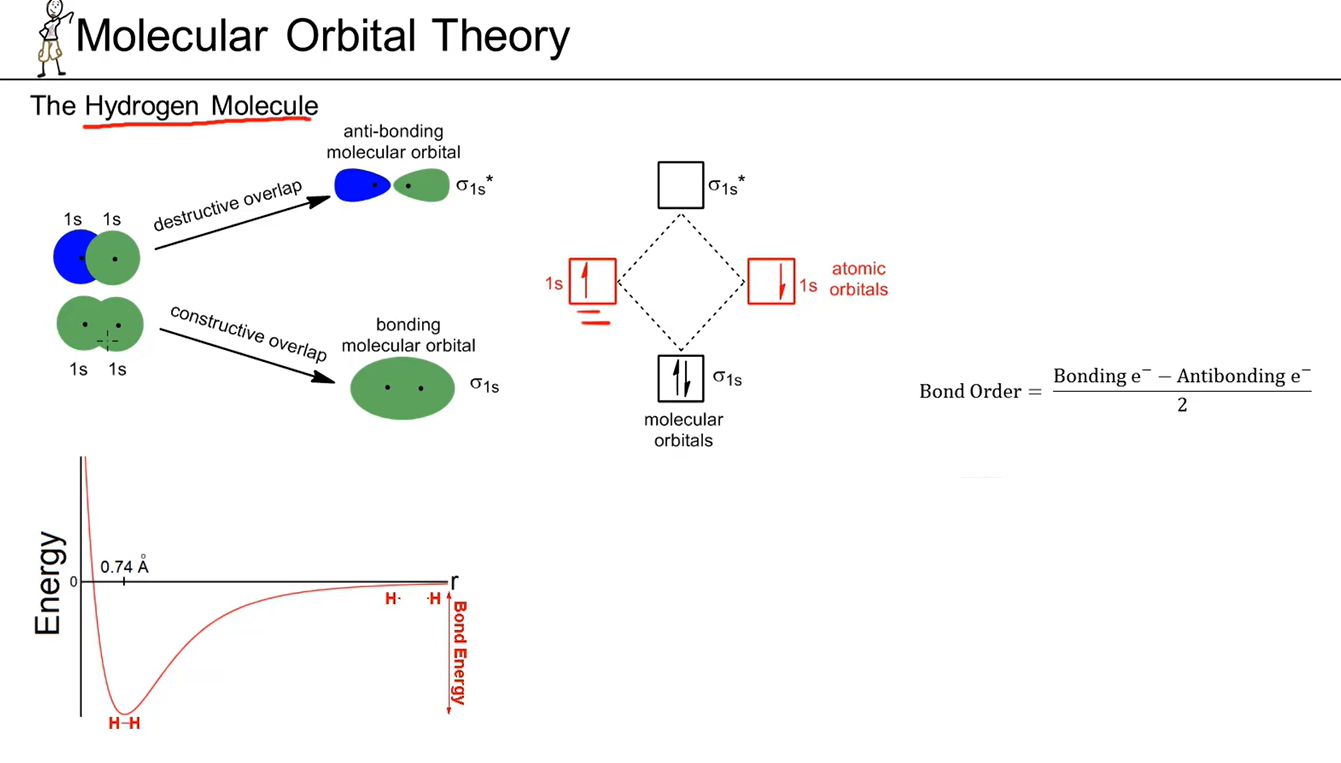 Molecular Orbital Theory
The Hydrogen Molecule
anti-bonding
molecular orbital
σ1s*
destructive overlap
1s 1s
constructive overlap
bonding
molecular orbital
σ1s
1s 1s
σ1s*
1s
1s
atomic
orbitals
σ1s
molecular
orbitals
Bond Order = Bonding e⁻ − Antibonding e⁻
2
Energy
0
0.74 Å
r
H· ·H
Bond Energy
H–H